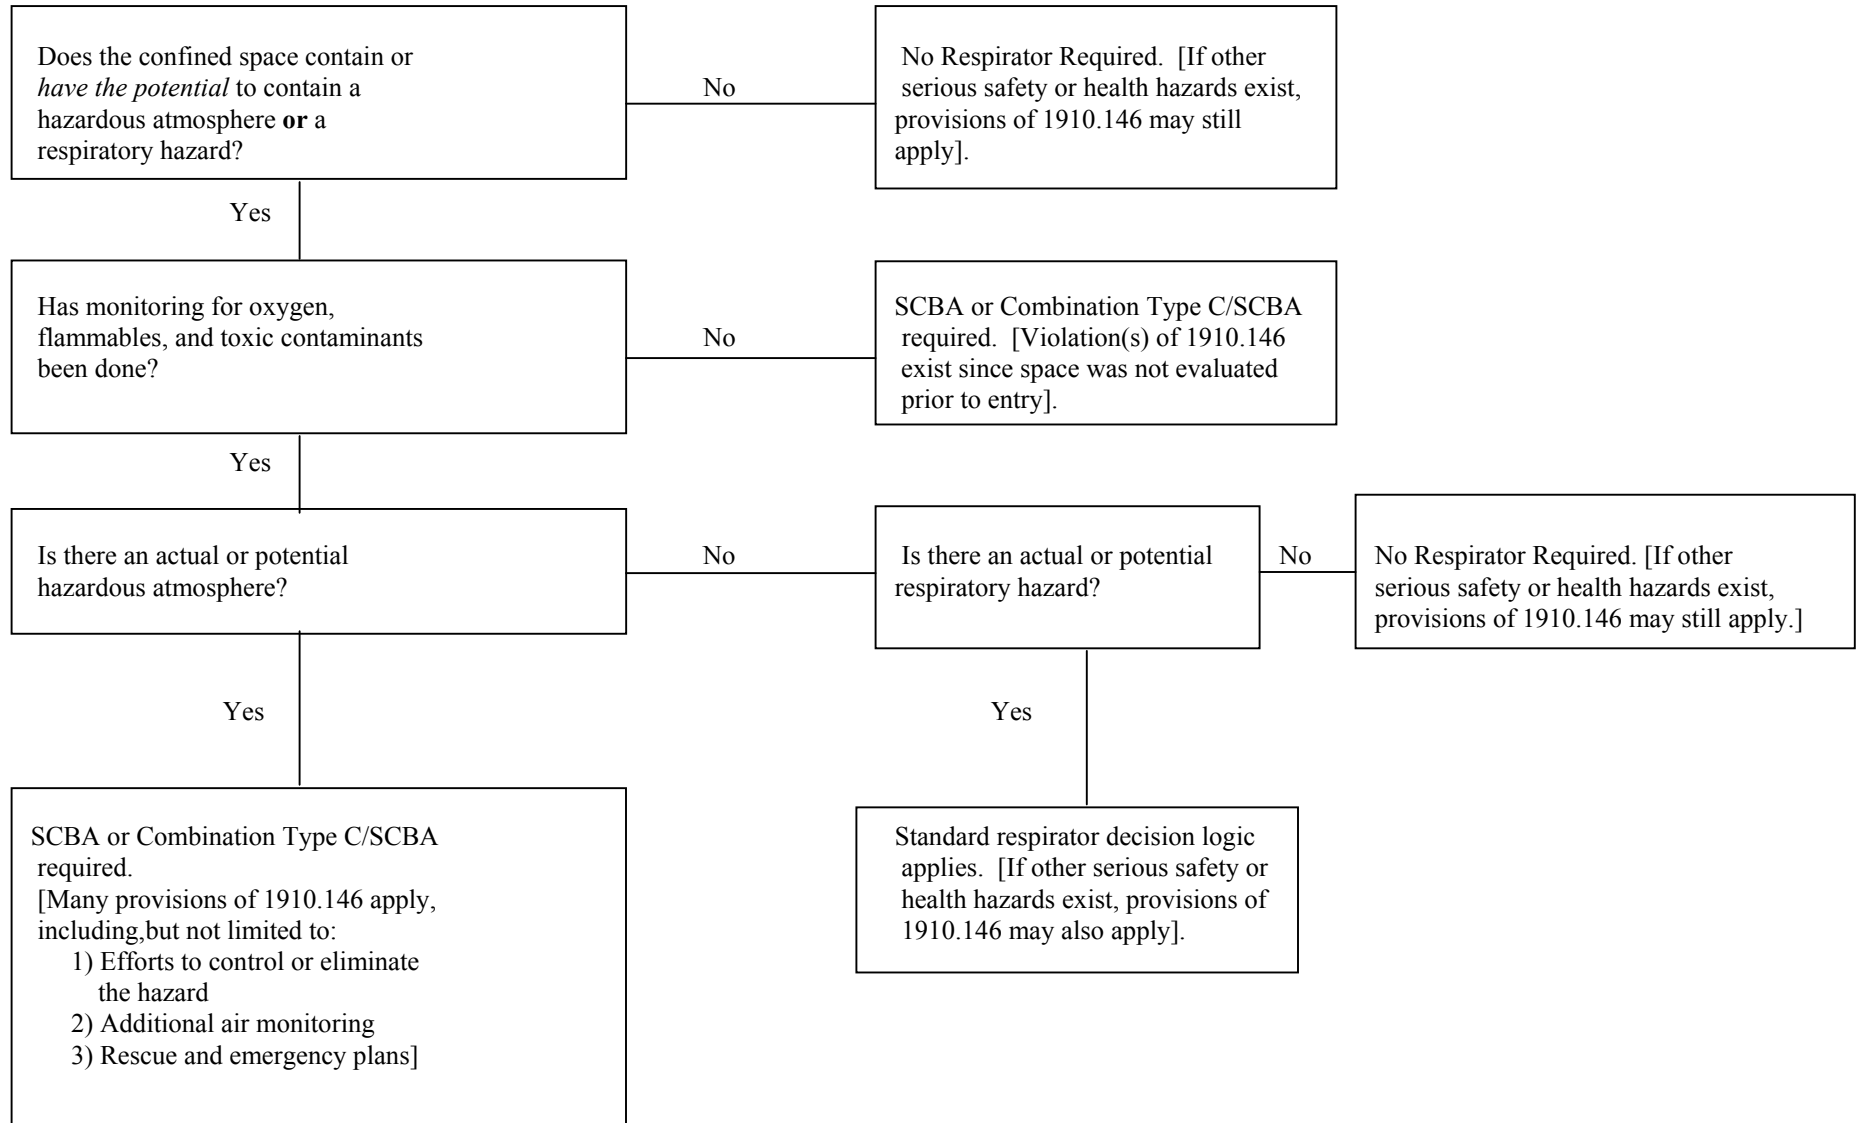 Does the confined space contain or
have the potential to contain a
hazardous atmosphere or a
respiratory hazard?
No
No Respirator Required. [If other
serious safety or health hazards exist,
provisions of 1910.146 may still
apply].
Yes
Has monitoring for oxygen,
flammables, and toxic contaminants
been done?
No
SCBA or Combination Type C/SCBA
required. [Violation(s) of 1910.146
exist since space was not evaluated
prior to entry].
Yes
Is there an actual or potential
hazardous atmosphere?
No
Is there an actual or potential
respiratory hazard?
No
No Respirator Required. [If other
serious safety or health hazards exist,
provisions of 1910.146 may still apply.]
Yes
Yes
SCBA or Combination Type C/SCBA
required.
[Many provisions of 1910.146 apply,
including,but not limited to:
1) Efforts to control or eliminate
the hazard
2) Additional air monitoring
3) Rescue and emergency plans]
Standard respirator decision logic
applies. [If other serious safety or
health hazards exist, provisions of
1910.146 may also apply].